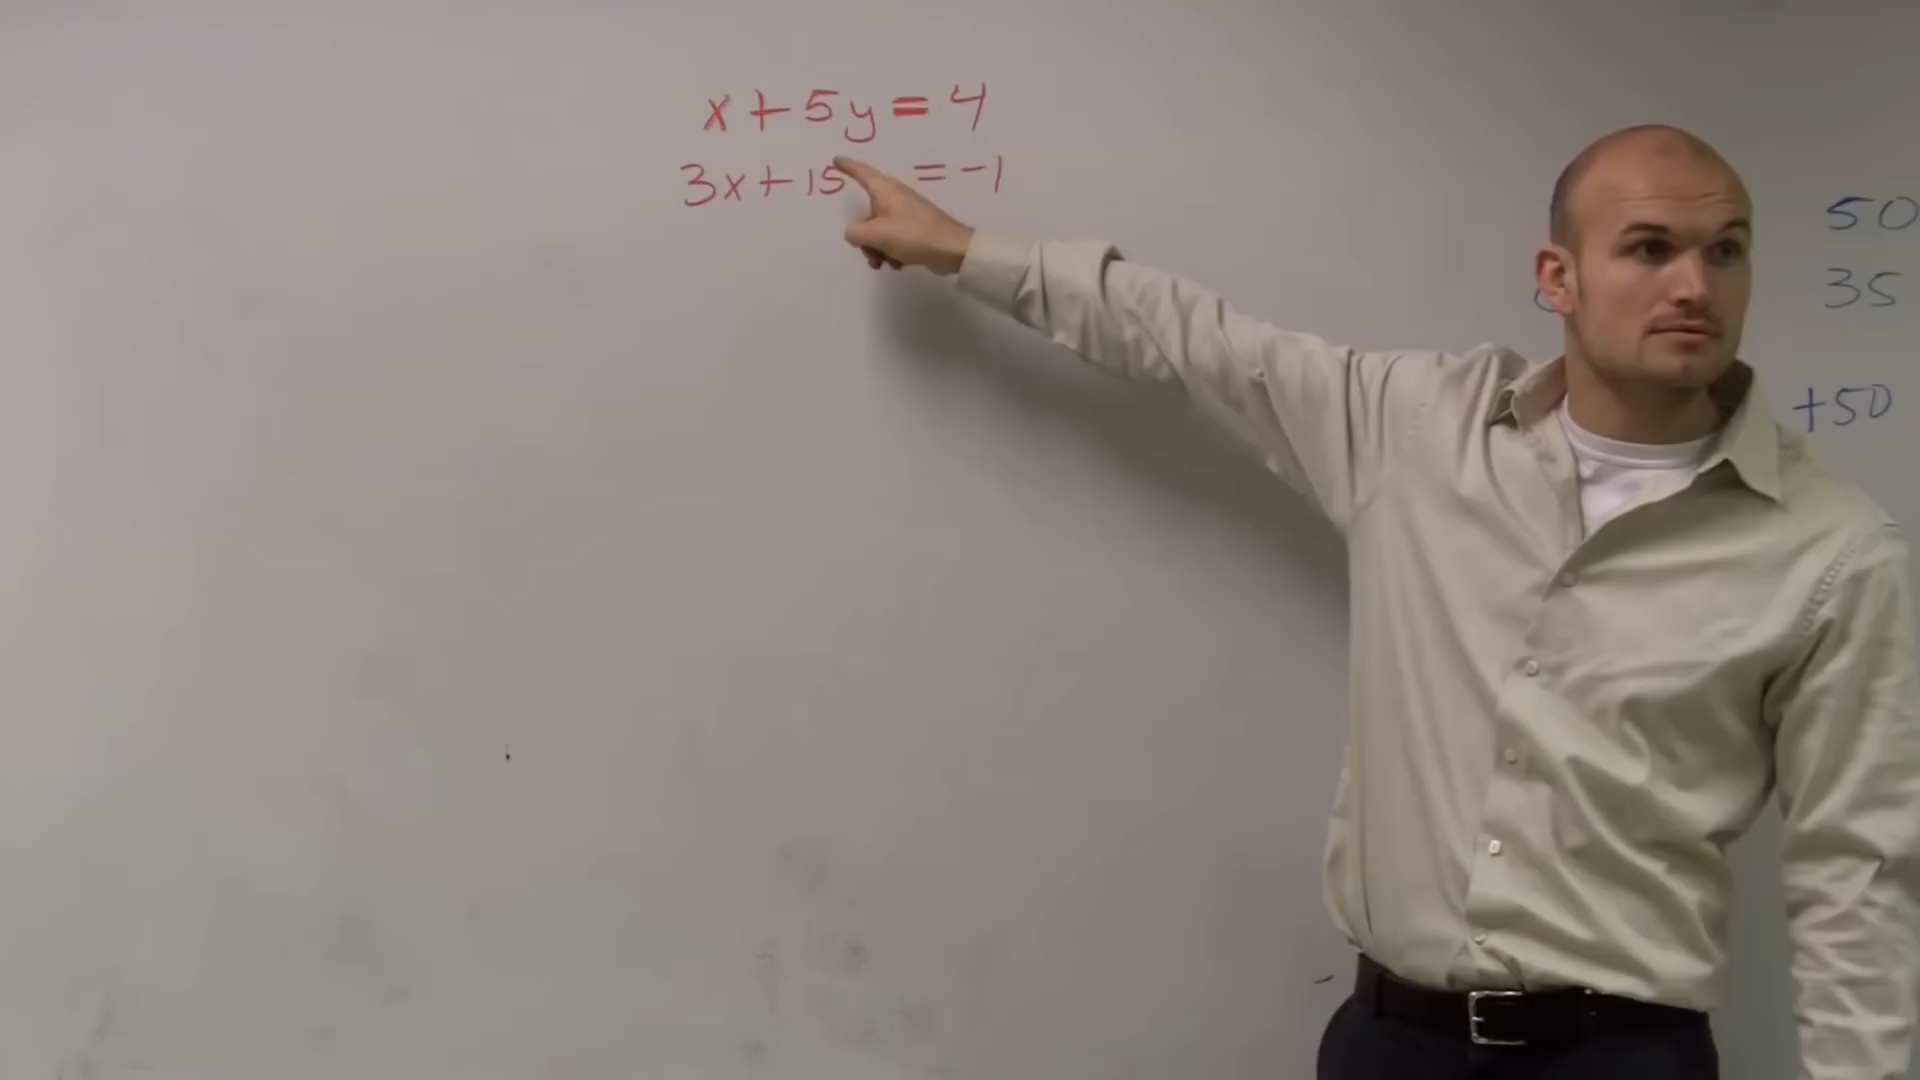 x + 5y = 4
3x + 15 = -1
50
35
+50